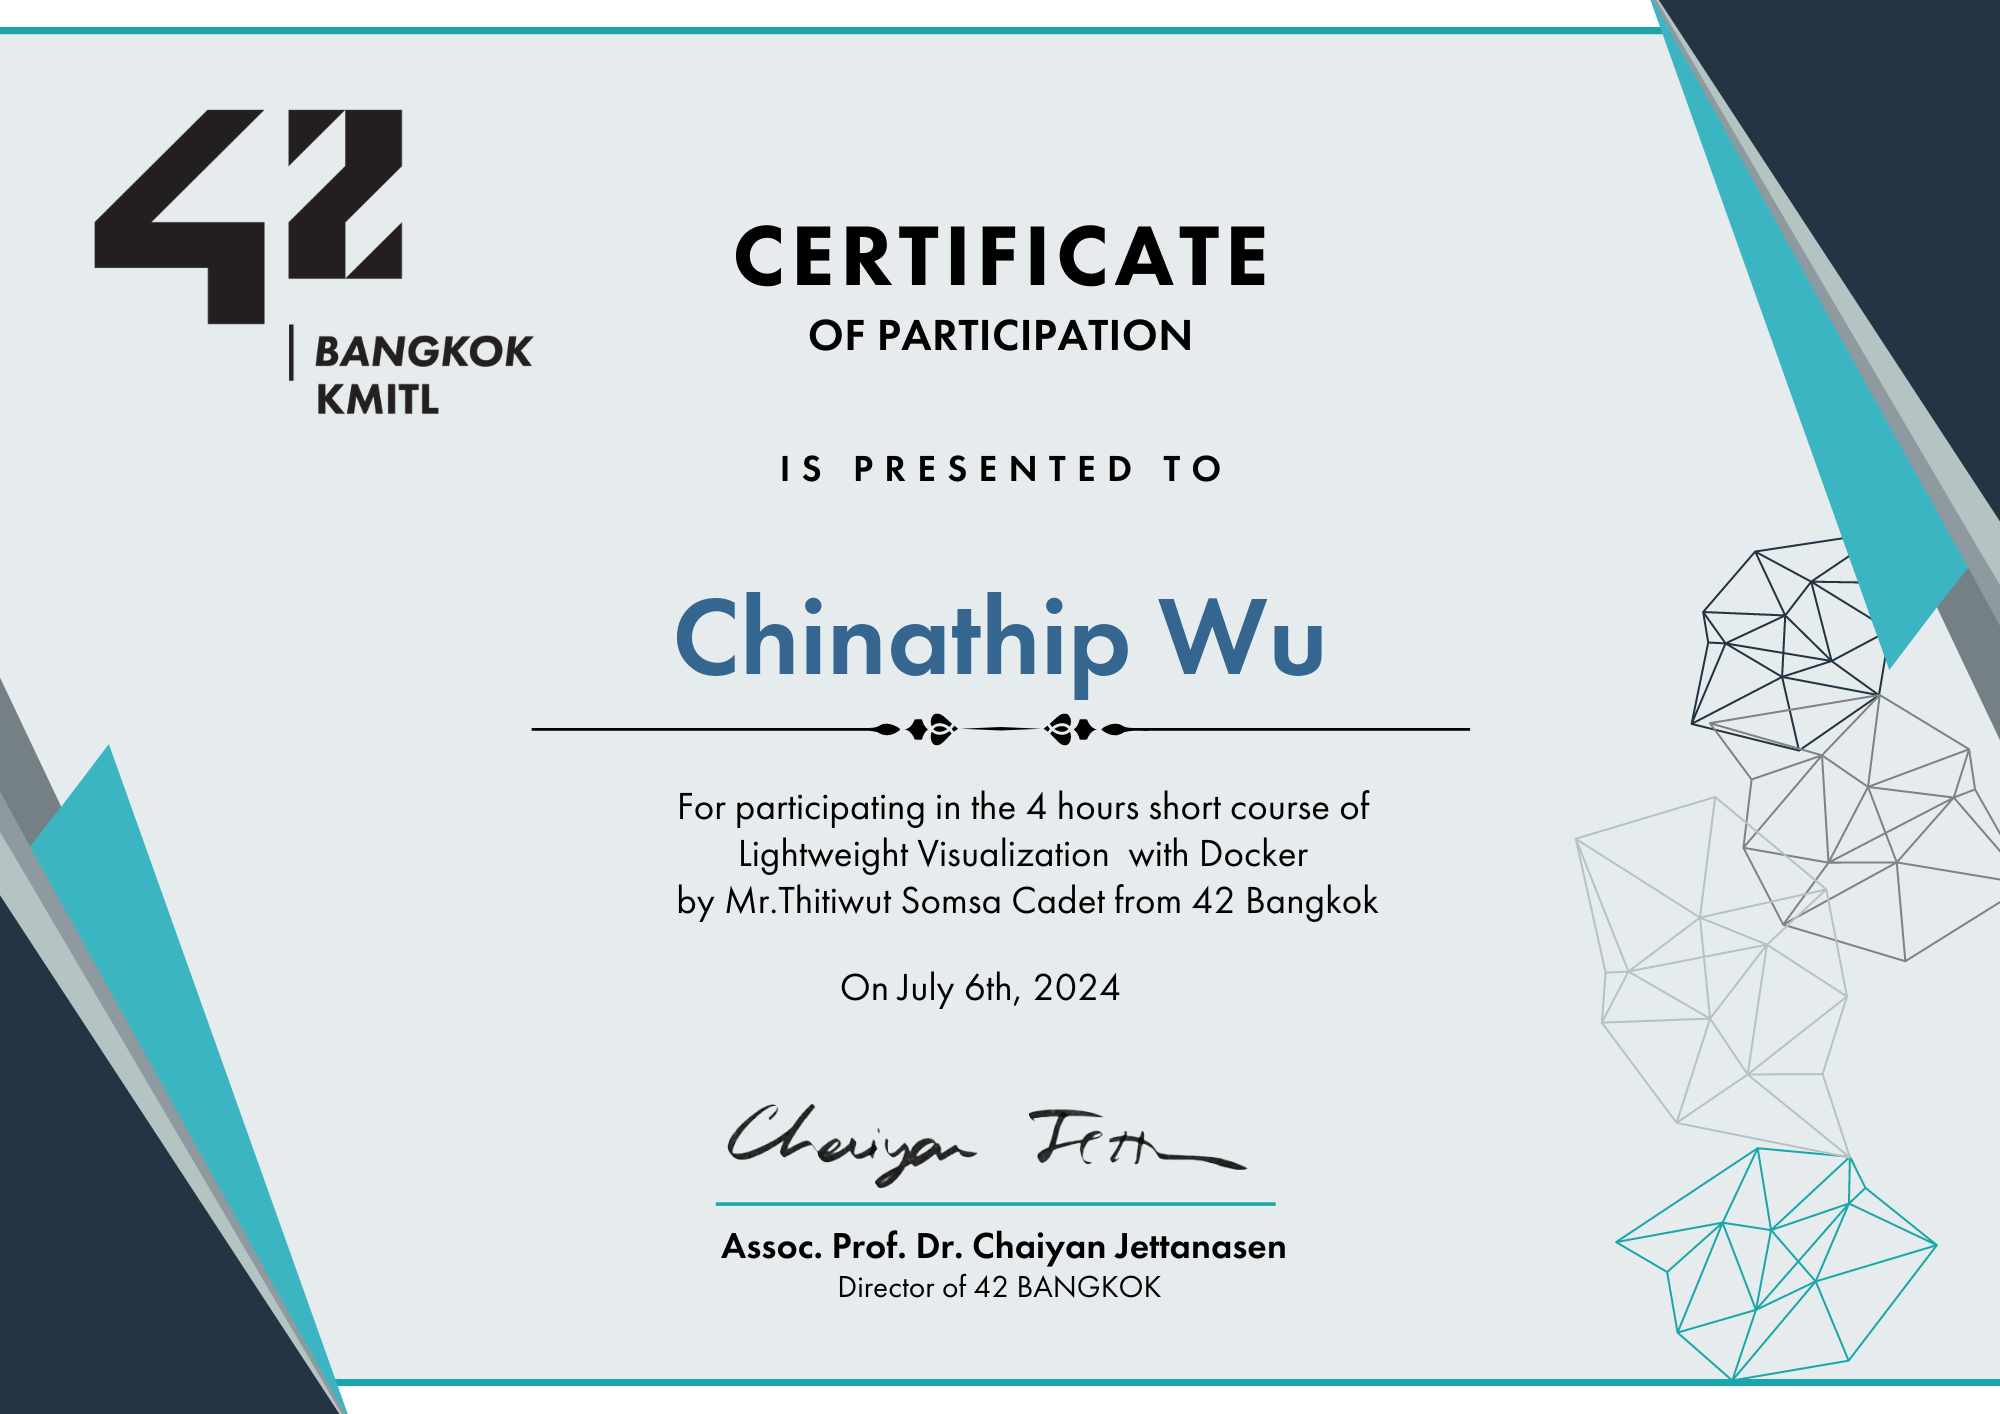 42
BANGKOK
KMITL
CERTIFICATE
OF PARTICIPATION
IS PRESENTED TO
Chinathip Wu
For participating in the 4 hours short course of
Lightweight Visualization with Docker
by Mr.Thitiwut Somsa Cadet from 42 Bangkok
On July 6th, 2024
Chaiyan Jett
Assoc. Prof. Dr. Chaiyan Jettanasen
Director of 42 BANGKOK